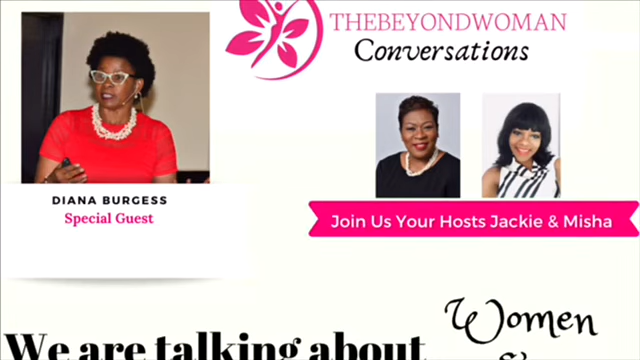 THEBEYONDWOMAN
Conversations
DIANA BURGESS
Special Guest
Join Us Your Hosts Jackie & Misha
We are talking about
Women
&